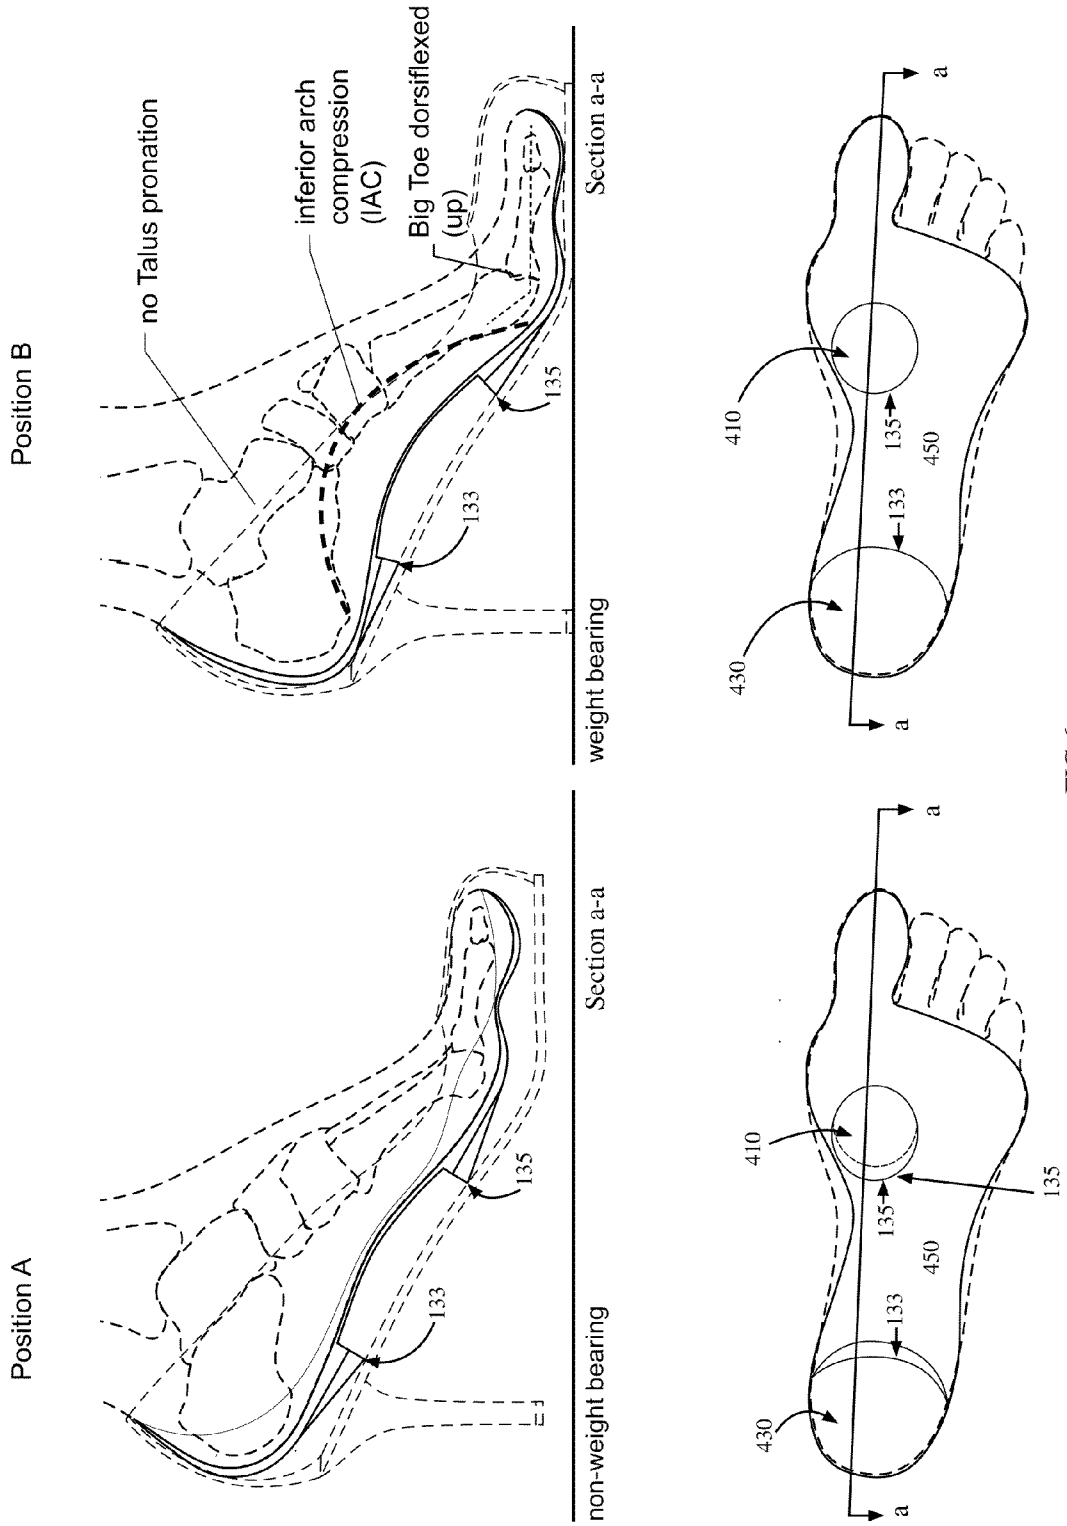 Position A
133
135
non-weight bearing
Section a-a
430
410
133
135
450
135
a
a
Position B
no Talus pronation
inferior arch
compression
(IAC)
Big Toe dorsiflexed
(up)
133
135
weight bearing
Section a-a
430
410
133
135
450
a
a